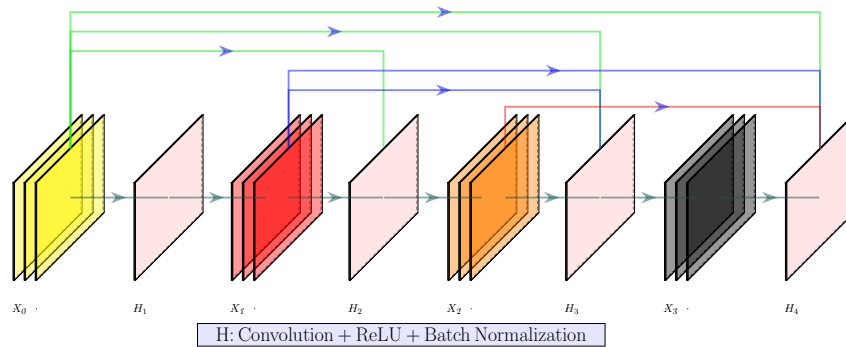 X₀ · H₁ X₁ · H₂ X₂ · H₃ X₃ · H₄
H: Convolution + ReLU + Batch Normalization